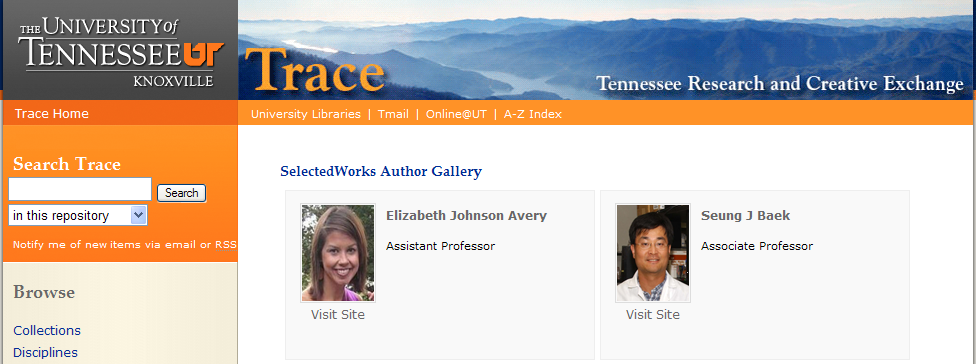 THE UNIVERSITY of
TENNESSEE UT
KNOXVILLE
Trace
Tennessee Research and Creative Exchange
Trace Home
University Libraries | Tmail | Online@UT | A-Z Index
Search Trace
Search
in this repository
Notify me of new items via email or RSS
Browse
Collections
Disciplines
SelectedWorks Author Gallery
Elizabeth Johnson Avery
Assistant Professor
Visit Site
Seung J Baek
Associate Professor
Visit Site